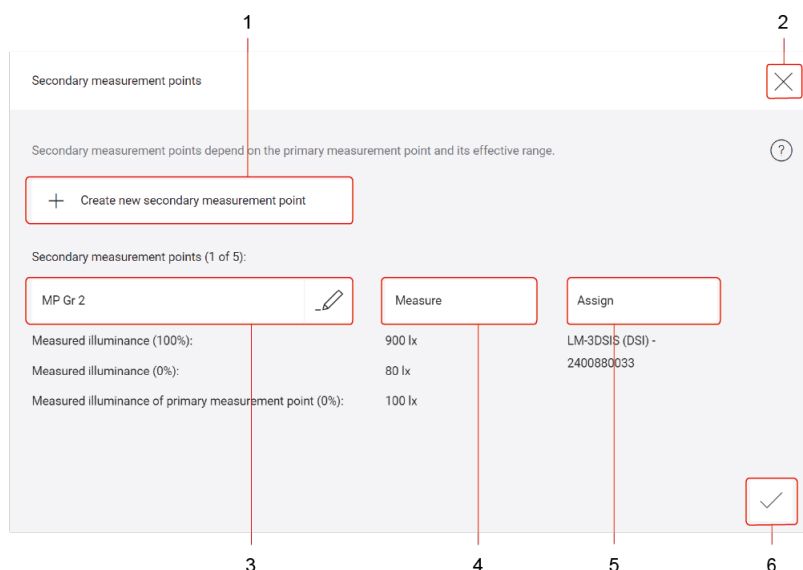 1 2
Secondary measurement points
Secondary measurement points depend on the primary measurement point and its effective range. ?
+ Create new secondary measurement point
Secondary measurement points (1 of 5):
MP Gr 2 Measure Assign
Measured illuminance (100%): 900 lx LM-3DSIS (DSI) -
Measured illuminance (0%): 80 lx 2400880033
Measured illuminance of primary measurement point (0%): 100 lx
3 4 5 6